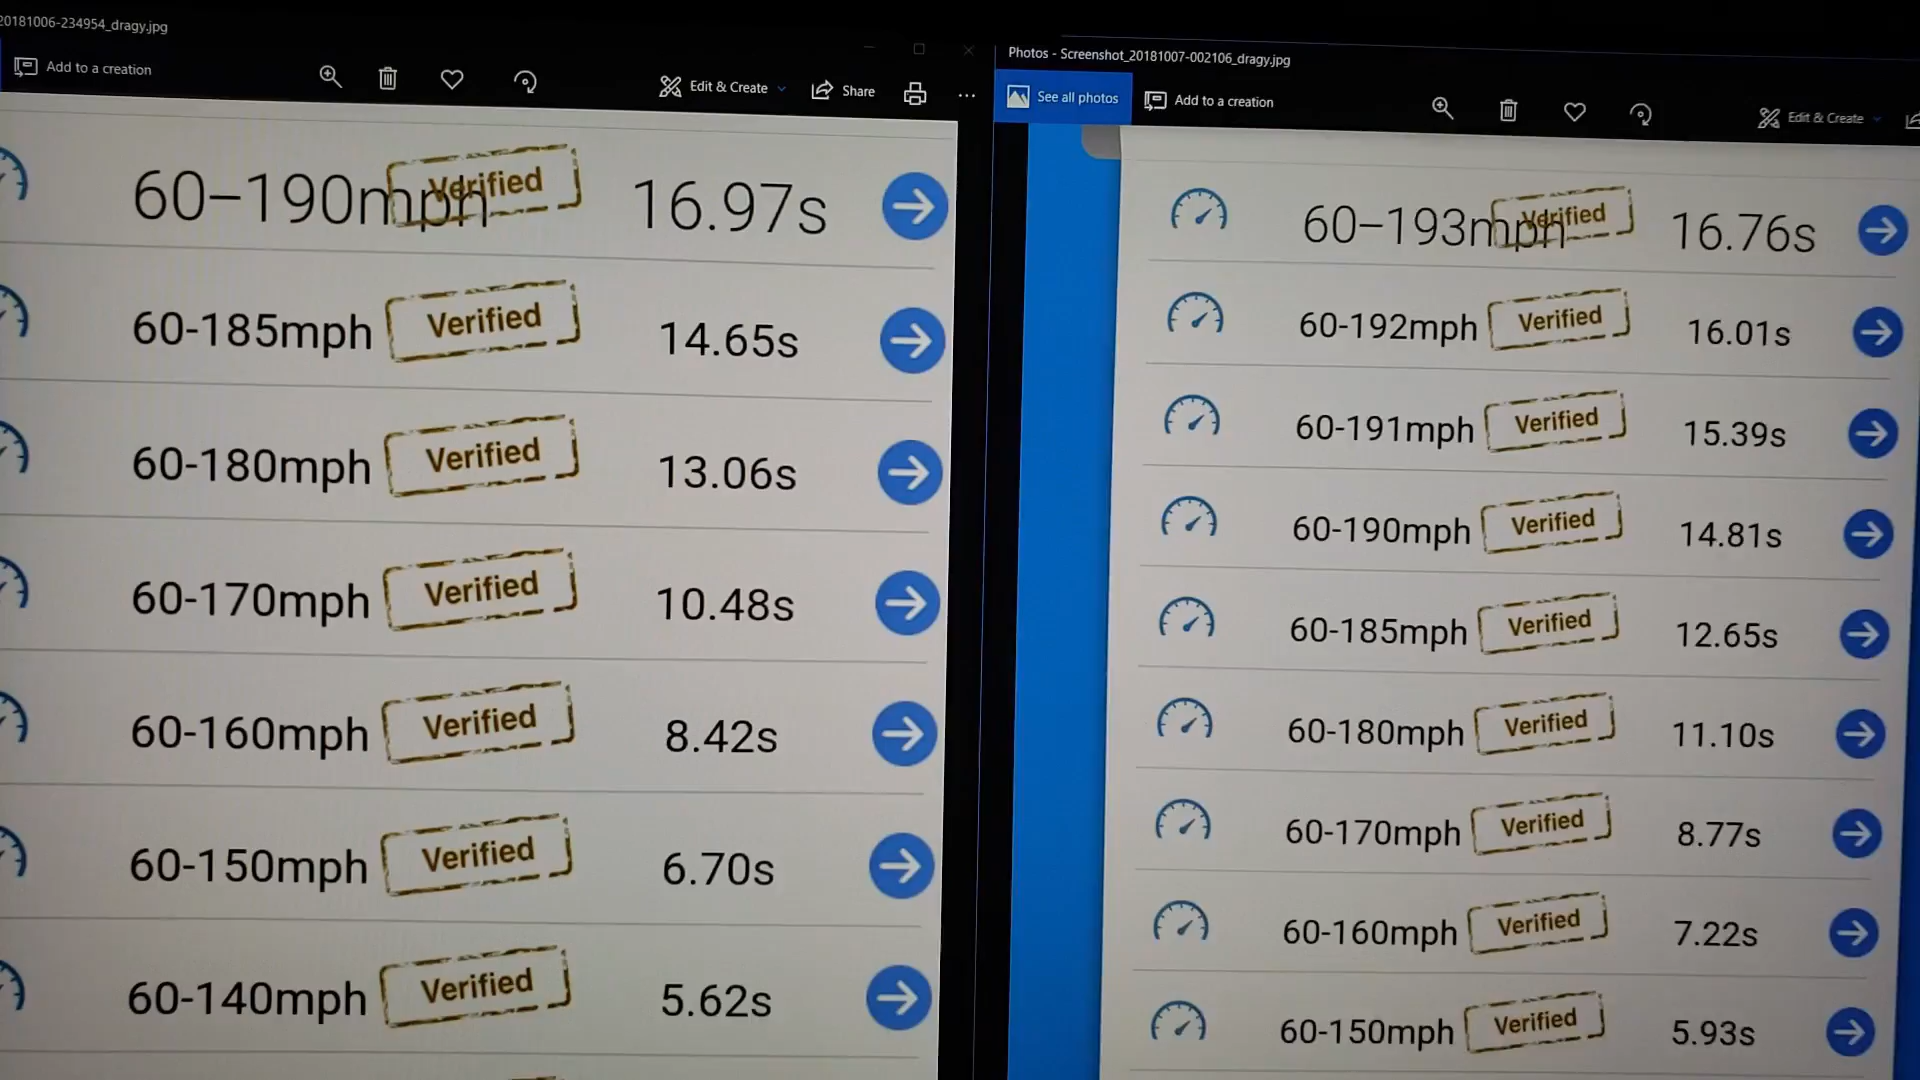 20181006-234954_dragy.jpg
Add to a creation
Edit & Create
Share
60–190mph Verified 16.97s
60-185mph Verified 14.65s
60-180mph Verified 13.06s
60-170mph Verified 10.48s
60-160mph Verified 8.42s
60-150mph Verified 6.70s
60-140mph Verified 5.62s
Photos - Screenshot_20181007-002106_dragy.jpg
See all photos
Add to a creation
Edit & Create
60–193mph Verified 16.76s
60-192mph Verified 16.01s
60-191mph Verified 15.39s
60-190mph Verified 14.81s
60-185mph Verified 12.65s
60-180mph Verified 11.10s
60-170mph Verified 8.77s
60-160mph Verified 7.22s
60-150mph Verified 5.93s